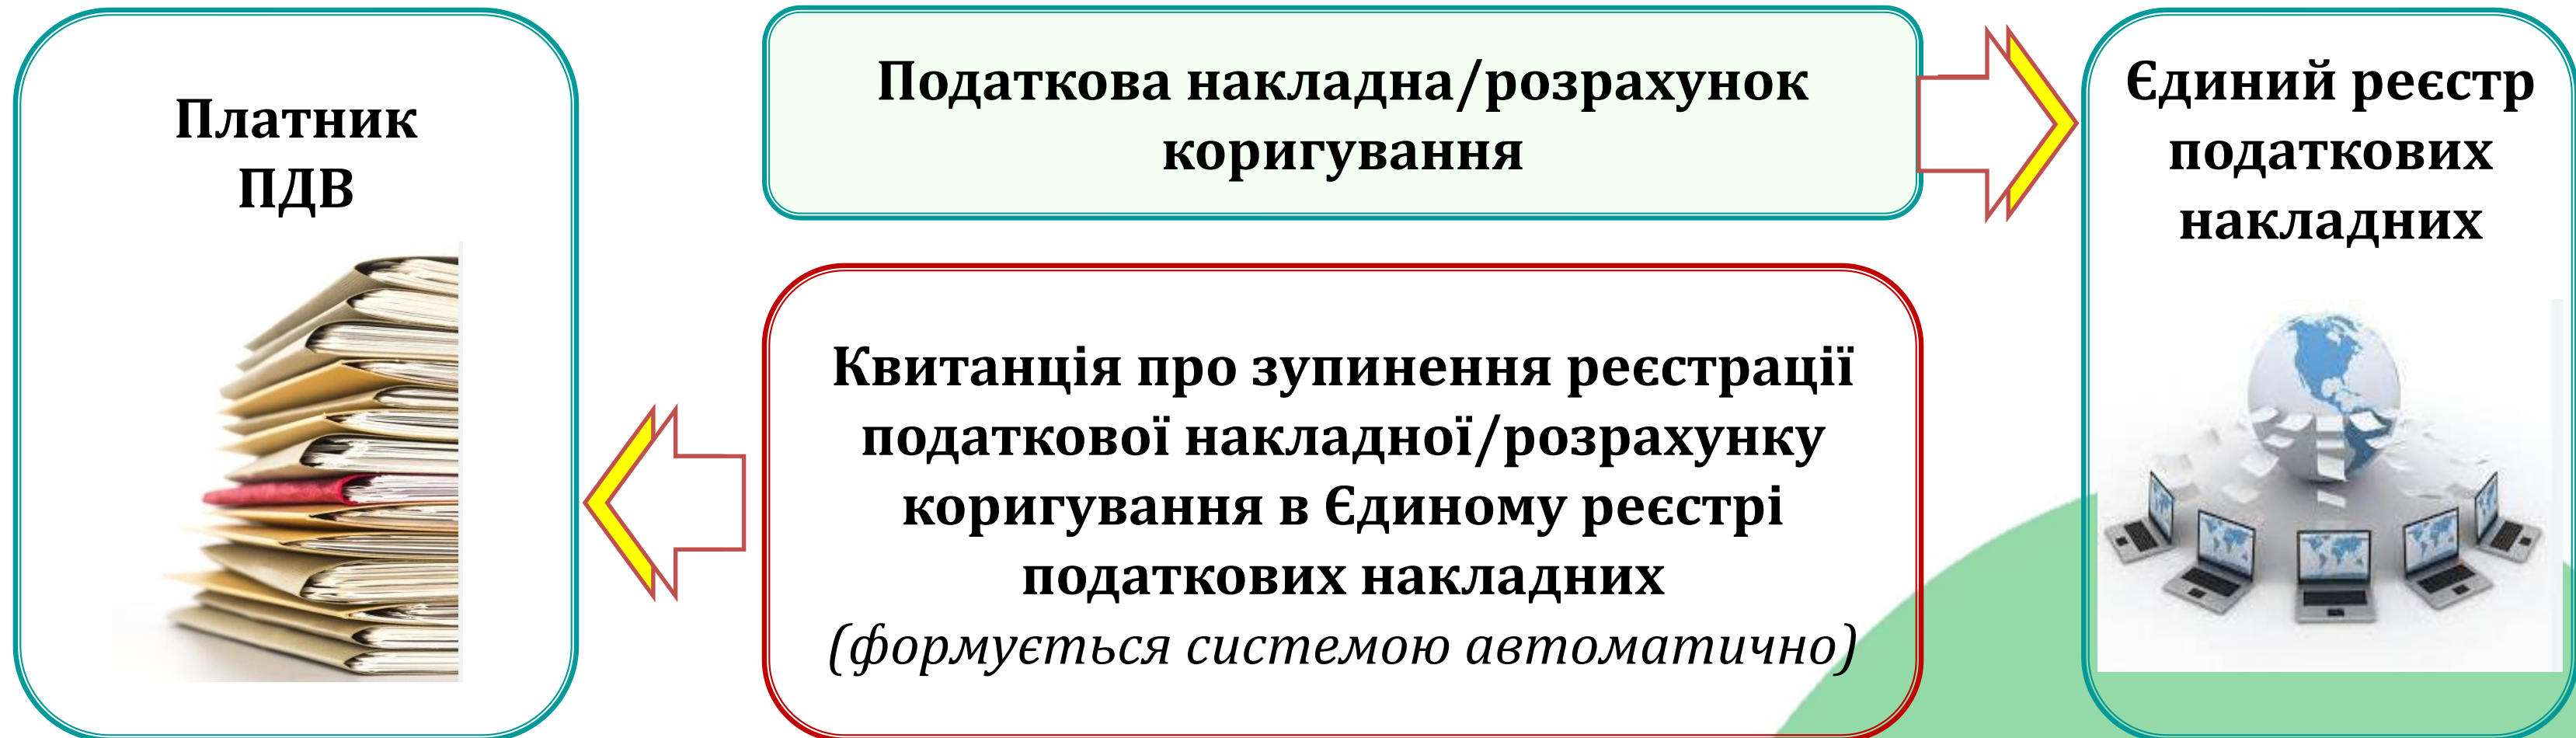 Платник
ПДВ
Податкова накладна/розрахунок
коригування
Єдиний реєстр
податкових
накладних
Квитанція про зупинення реєстрації
податкової накладної/розрахунку
коригування в Єдиному реєстрі
податкових накладних
(формується системою автоматично)